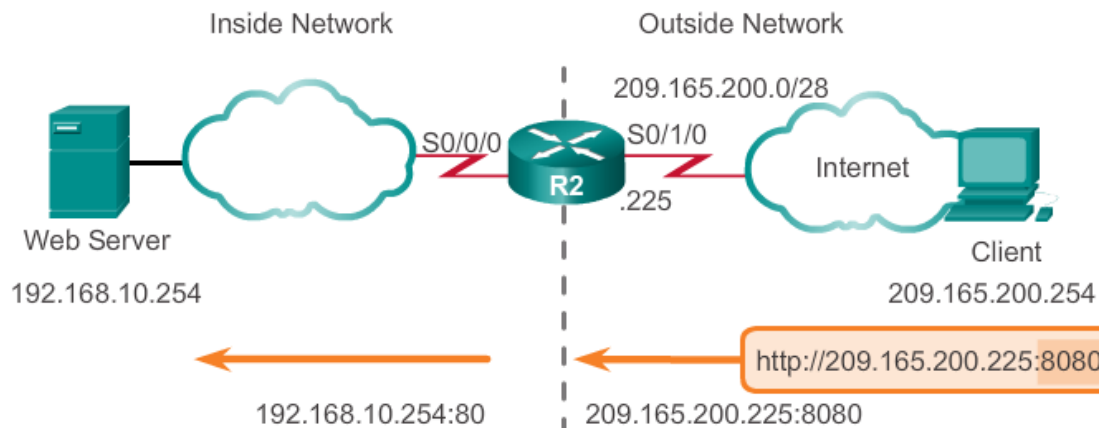 Inside Network
Outside Network
209.165.200.0/28
S0/0/0
S0/1/0
R2
Internet
.225
Web Server
Client
192.168.10.254
209.165.200.254
http://209.165.200.225:8080
192.168.10.254:80
209.165.200.225:8080